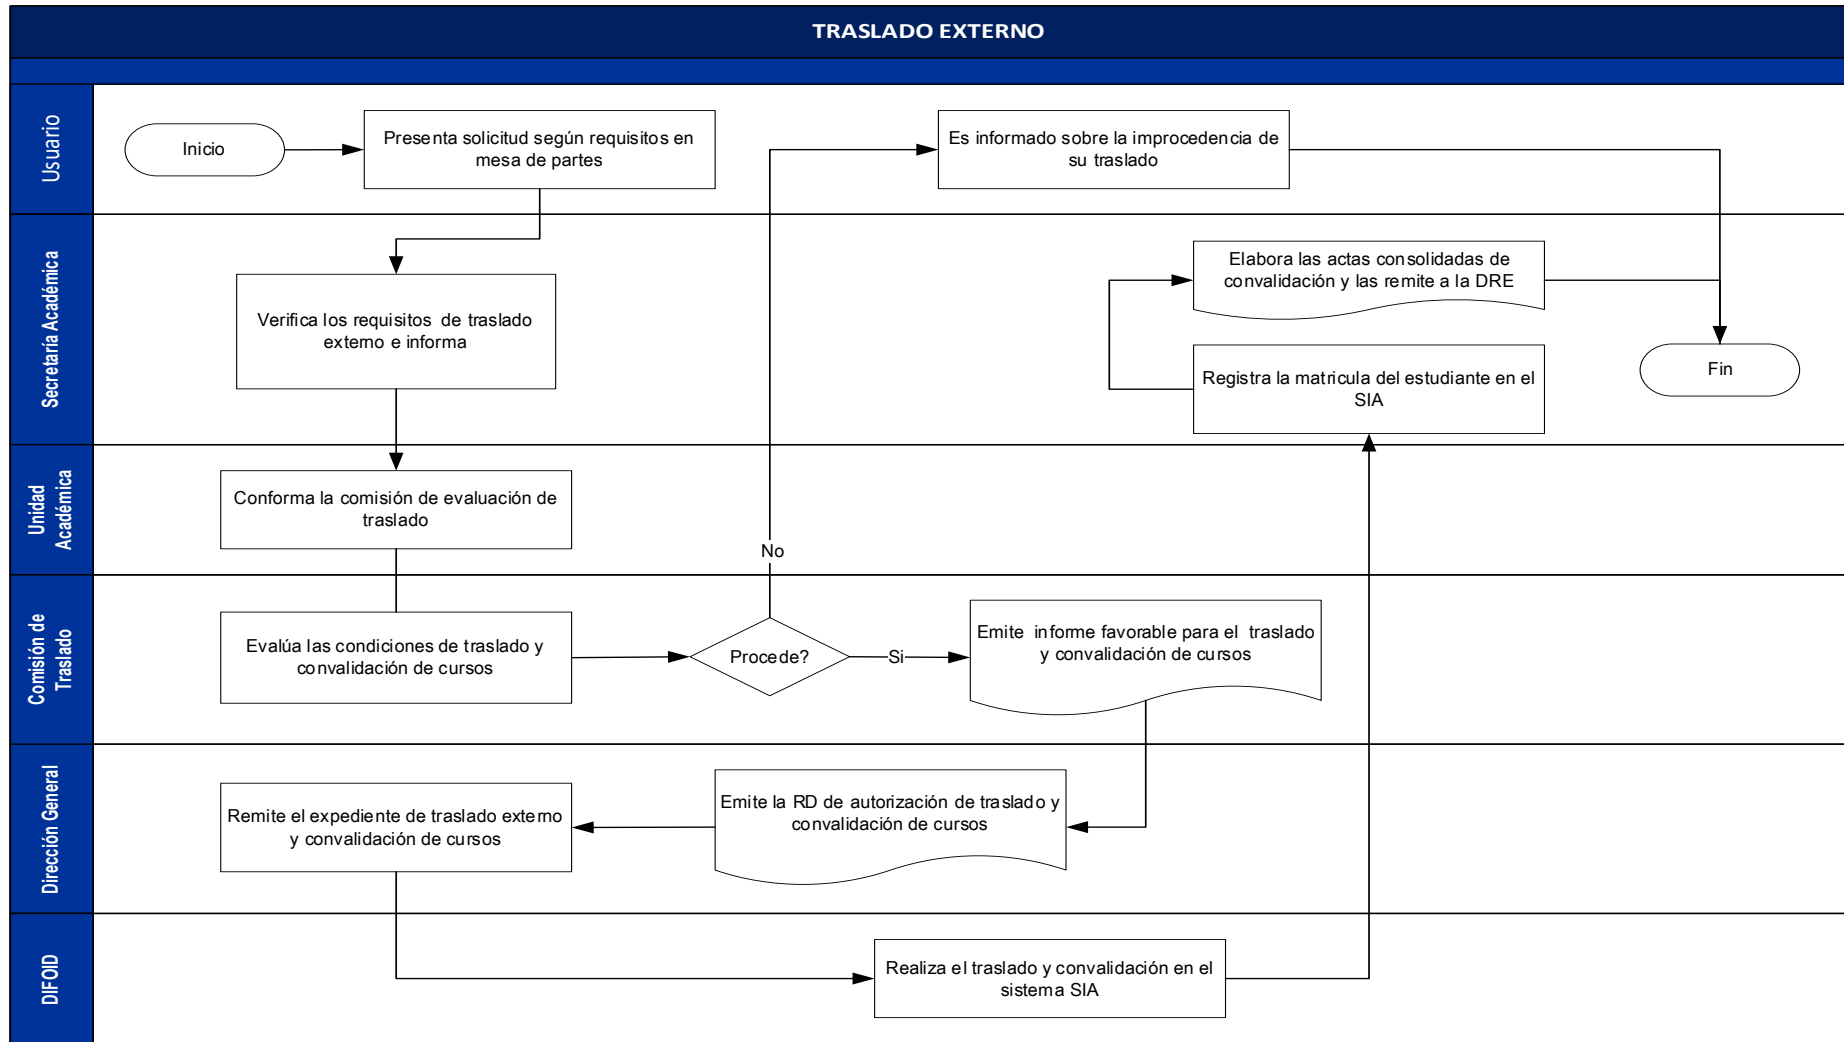 TRASLADO EXTERNO
Usuario
Inicio
Presenta solicitud según requisitos en
mesa de partes
Es informado sobre la improcedencia de
su traslado
Secretaría Académica
Verifica los requisitos de traslado
externo e informa
Elabora las actas consolidadas de
convalidación y las remite a la DRE
Registra la matricula del estudiante en el
SIA
Fin
Unidad
Académica
Conforma la comisión de evaluación de
traslado
No
Comisión de
Traslado
Evalúa las condiciones de traslado y
convalidación de cursos
Procede?
Si
Emite informe favorable para el traslado
y convalidación de cursos
Dirección General
Remite el expediente de traslado externo
y convalidación de cursos
Emite la RD de autorización de traslado y
convalidación de cursos
DIFOID
Realiza el traslado y convalidación en el
sistema SIA